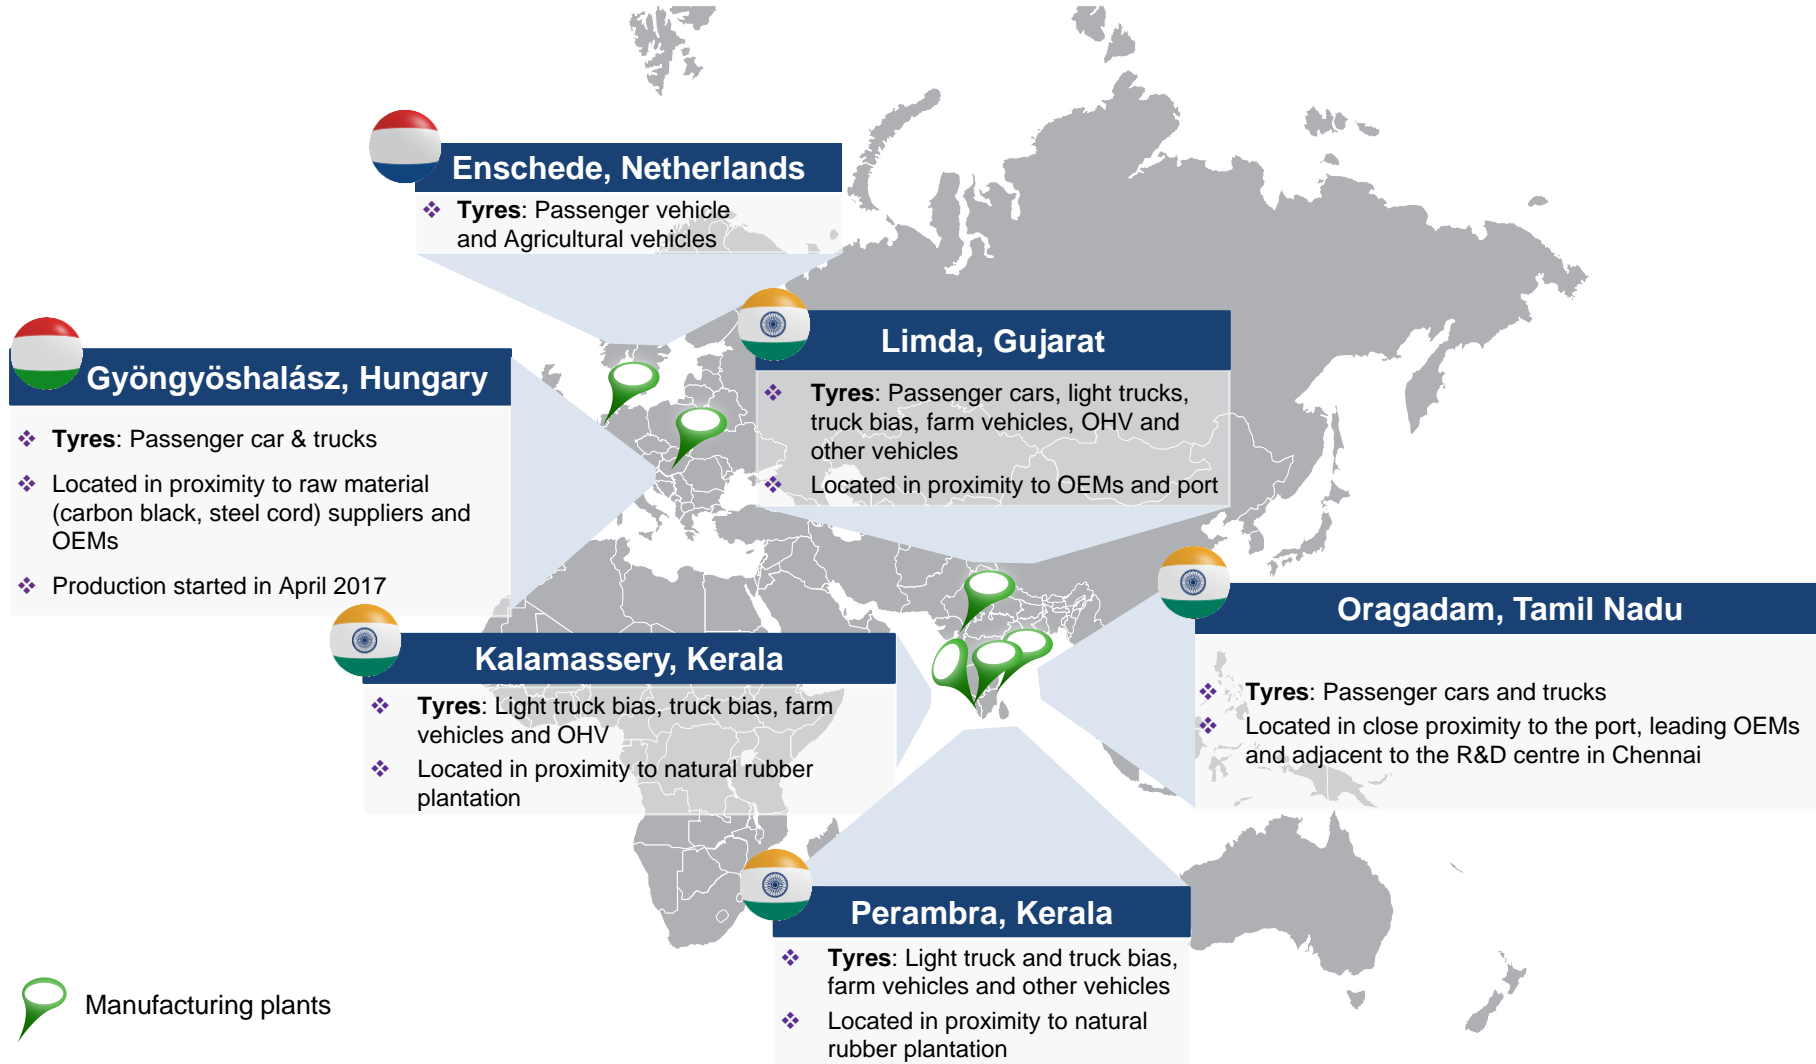 Enschede, Netherlands
❖ Tyres: Passenger vehicle
and Agricultural vehicles
Limda, Gujarat
❖ Tyres: Passenger cars, light trucks,
truck bias, farm vehicles, OHV and
other vehicles
❖ Located in proximity to OEMs and port
Gyöngyöshalász, Hungary
❖ Tyres: Passenger car & trucks
❖ Located in proximity to raw material
(carbon black, steel cord) suppliers and
OEMs
❖ Production started in April 2017
Oragadam, Tamil Nadu
❖ Tyres: Passenger cars and trucks
❖ Located in close proximity to the port, leading OEMs
and adjacent to the R&D centre in Chennai
Kalamassery, Kerala
❖ Tyres: Light truck bias, truck bias, farm
vehicles and OHV
❖ Located in proximity to natural rubber
plantation
Perambra, Kerala
❖ Tyres: Light truck and truck bias,
farm vehicles and other vehicles
❖ Located in proximity to natural
rubber plantation
Manufacturing plants